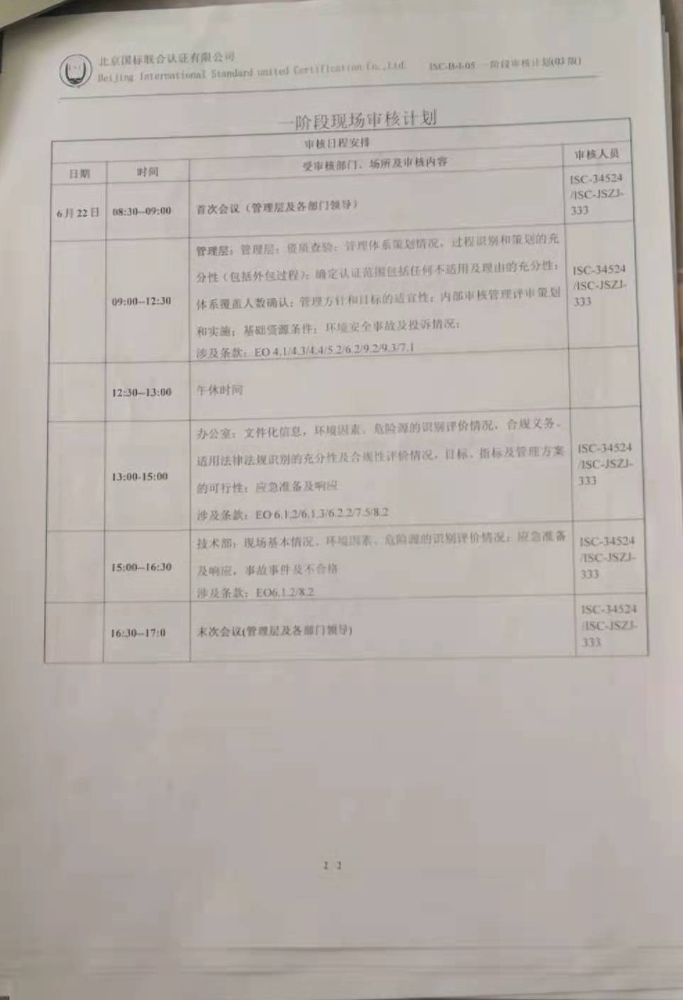 北京国标联合认证有限公司
Beijing International Standard united Certification Co.,Ltd. ISC-B-I-05 一阶段审核计划(03版)
一阶段现场审核计划
审核日程安排
日期 时间 受审核部门、场所及审核内容 审核人员
6月22日 08:30—09:00 首次会议（管理层及各部门领导） ISC-34524
/ISC-JSZJ-
333
09:00—12:30 管理层：管理层：资质查验；管理体系策划情况，过程识别和策划的充
分性（包括外包过程）；确定认证范围包括任何不适用及理由的充分性；
体系覆盖人数确认；管理方针和目标的适宜性；内部审核管理评审策划
和实施；基础资源条件；环境安全事故及投诉情况；
涉及条款：EO 4.1/4.3/4.4/5.2/6.2/9.2/9.3/7.1
ISC-34524
/ISC-JSZJ-
333
12:30—13:00 午休时间
13:00-15:00 办公室：文件化信息，环境因素、危险源的识别评价情况，合规义务、
适用法律法规识别的充分性及合规性评价情况，目标、指标及管理方案
的可行性；应急准备及响应
涉及条款：EO 6.1.2/6.1.3/6.2.2/7.5/8.2
ISC-34524
/ISC-JSZJ-
333
15:00—16:30 技术部：现场基本情况、环境因素、危险源的识别评价情况；应急准备
及响应，事故事件及不合格
涉及条款：EO6.1.2/8.2
ISC-34524
/ISC-JSZJ-
333
16:30—17:0 末次会议(管理层及各部门领导)
ISC-34524
/ISC-JSZJ-
333
2 2